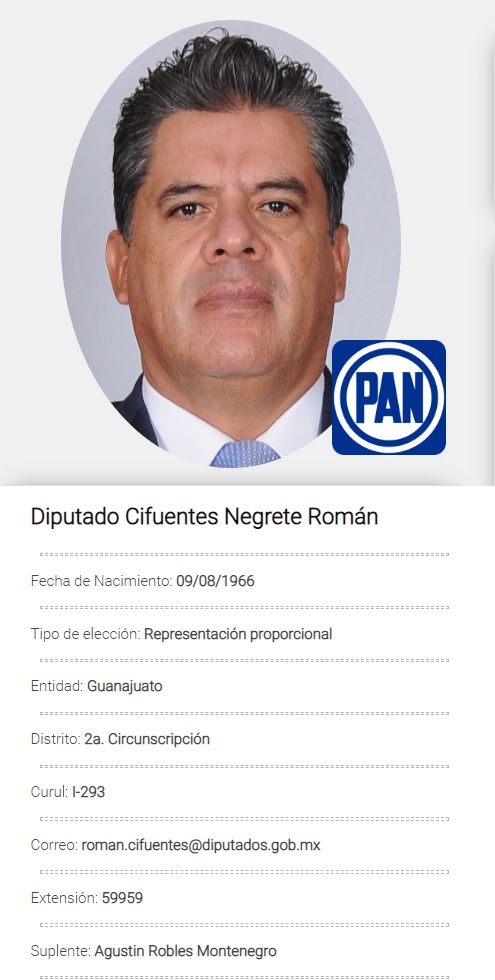 PAN
Diputado Cifuentes Negrete Román
Fecha de Nacimiento: 09/08/1966
Tipo de elección: Representación proporcional
Entidad: Guanajuato
Distrito: 2a. Circunscripción
Curul: I-293
Correo: roman.cifuentes@diputados.gob.mx
Extensión: 59959
Suplente: Agustin Robles Montenegro